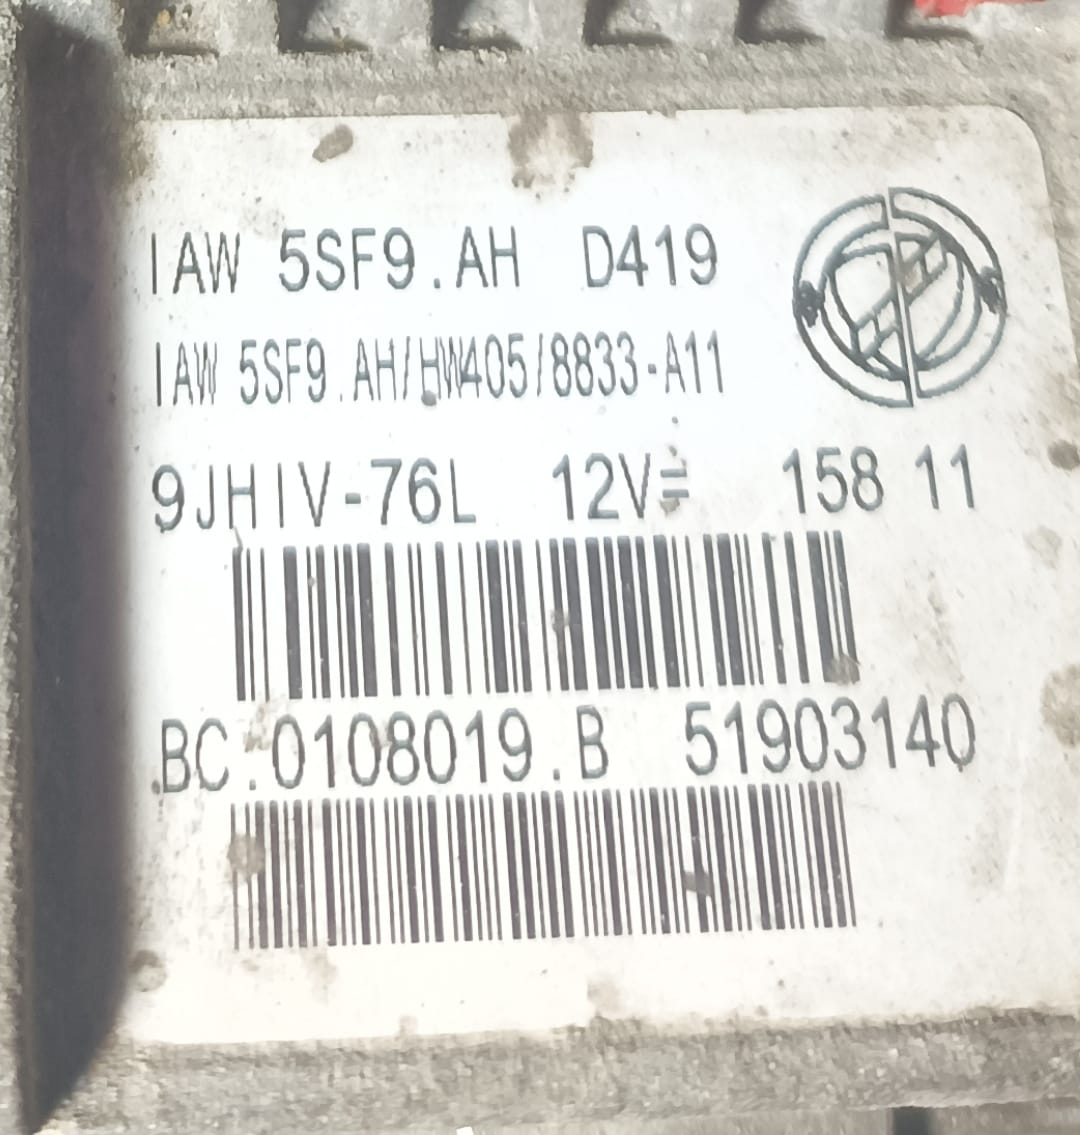 IAW 5SF9.AH D419
IAW 5SF9.AH/HW405/8833-A11
9JHIV-76L 12V⎓ 158 11
BC.0108019.B 51903140